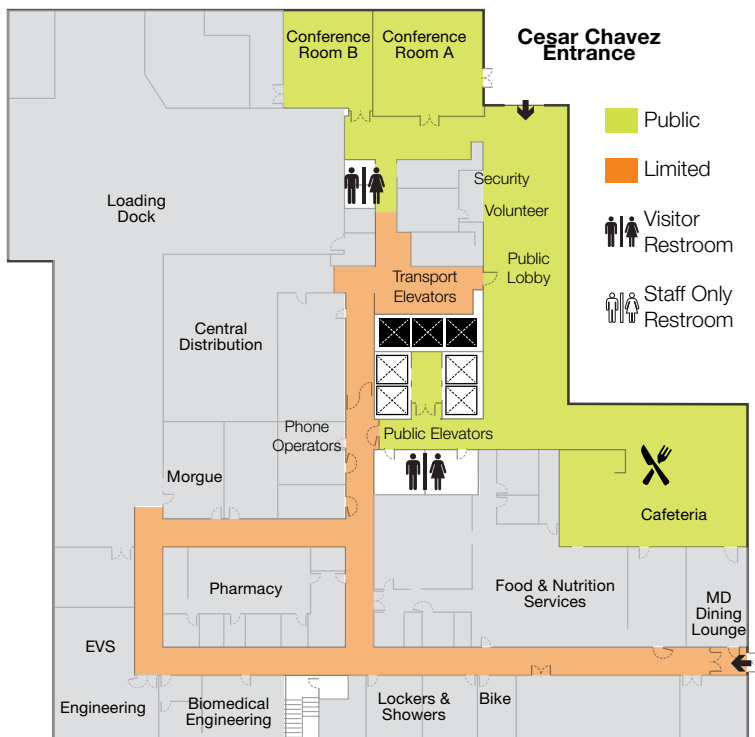 Conference
Room B
Conference
Room A
Cesar Chavez
Entrance
Public
Limited
Visitor
Restroom
Staff Only
Restroom
Security
Volunteer
Public
Lobby
Loading
Dock
Transport
Elevators
Central
Distribution
Phone
Operators
Public Elevators
Morgue
Cafeteria
Pharmacy
Food & Nutrition
Services
MD
Dining
Lounge
EVS
Engineering
Biomedical
Engineering
Lockers &
Showers
Bike